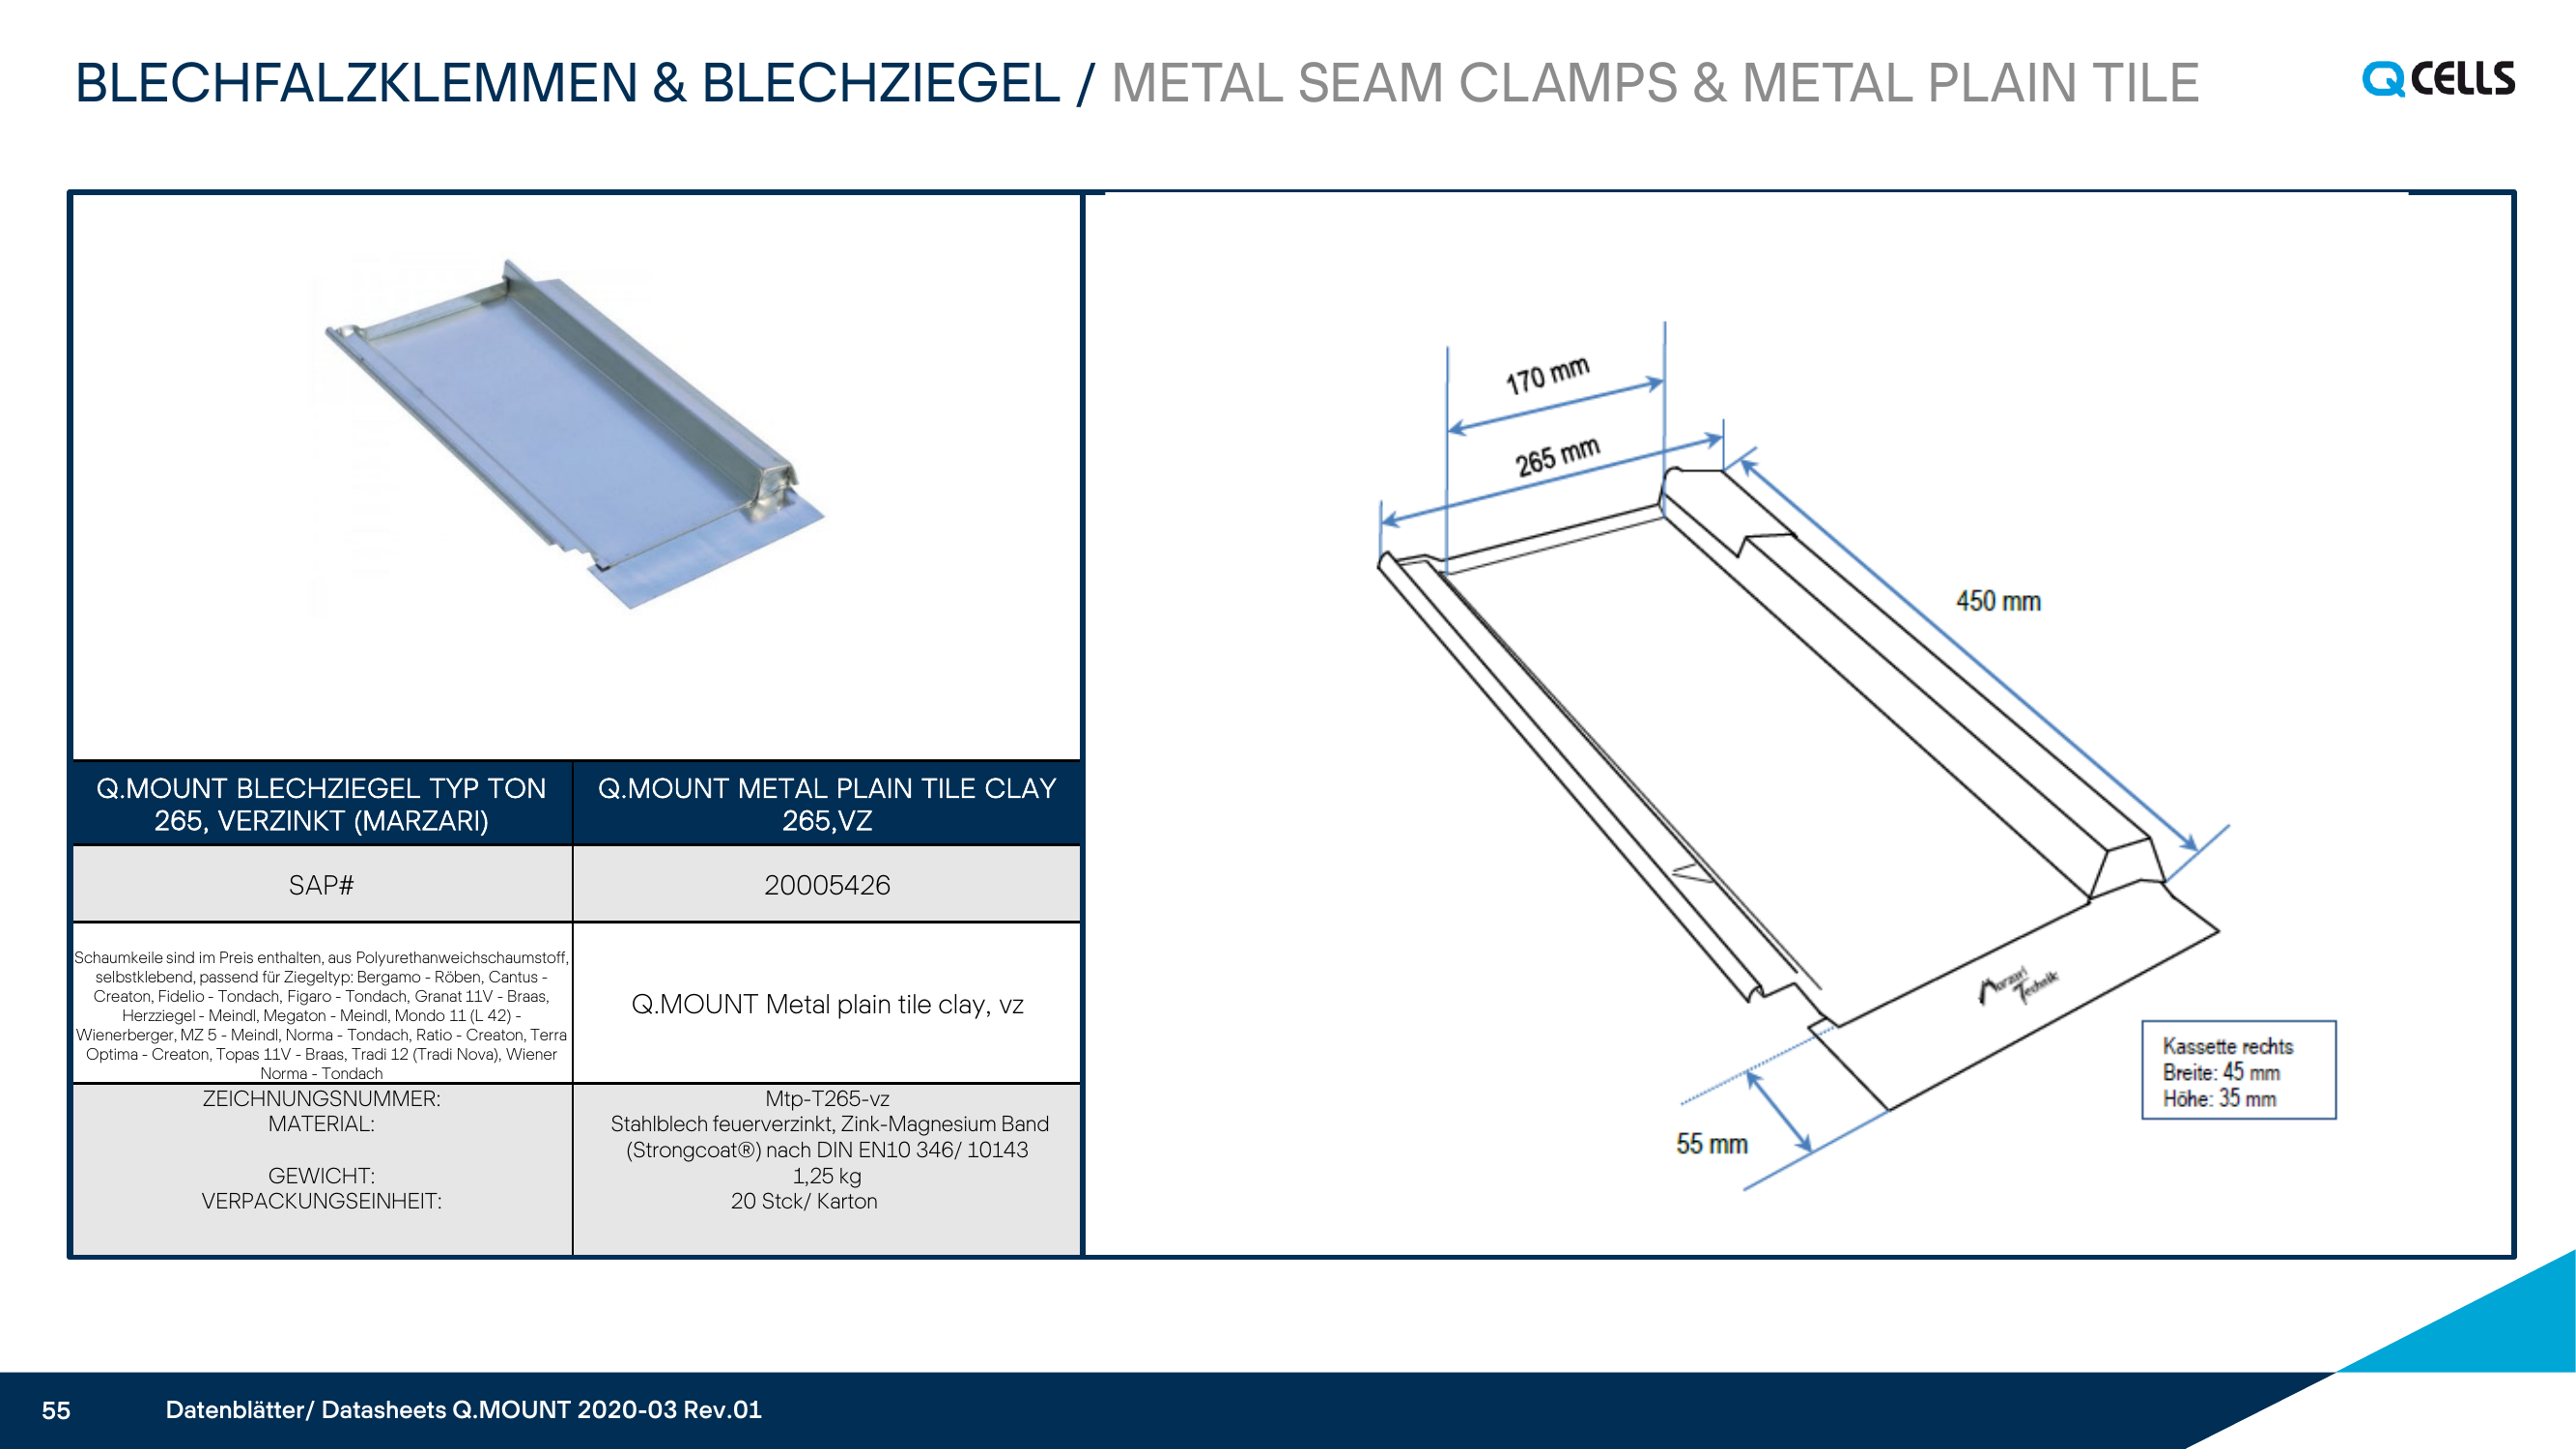 BLECHFALZKLEMMEN & BLECHZIEGEL / METAL SEAM CLAMPS & METAL PLAIN TILE
Q CELLS
170 mm
265 mm
450 mm
Q.MOUNT BLECHZIEGEL TYP TON
265, VERZINKT (MARZARI)
Q.MOUNT METAL PLAIN TILE CLAY
265,VZ
SAP#
20005426
Schaumkeile sind im Preis enthalten, aus Polyurethanweichschaumstoff,
selbstklebend, passend für Ziegeltyp: Bergamo - Röben, Cantus -
Creaton, Fidelio - Tondach, Figaro - Tondach, Granat 11V - Braas,
Herzziegel - Meindl, Megaton - Meindl, Mondo 11 (L 42) -
Wienerberger, MZ 5 - Meindl, Norma - Tondach, Ratio - Creaton, Terra
Optima - Creaton, Topas 11V - Braas, Tradi 12 (Tradi Nova), Wiener
Norma - Tondach
Q.MOUNT Metal plain tile clay, vz
ZEICHNUNGSNUMMER:
MATERIAL:
GEWICHT:
VERPACKUNGSEINHEIT:
Mtp-T265-vz
Stahlblech feuerverzinkt, Zink-Magnesium Band
(Strongcoat®) nach DIN EN10 346/ 10143
1,25 kg
20 Stck/ Karton
Marzari
Technik
Kassette rechts
Breite: 45 mm
Höhe: 35 mm
55 mm
55
Datenblätter/ Datasheets Q.MOUNT 2020-03 Rev.01